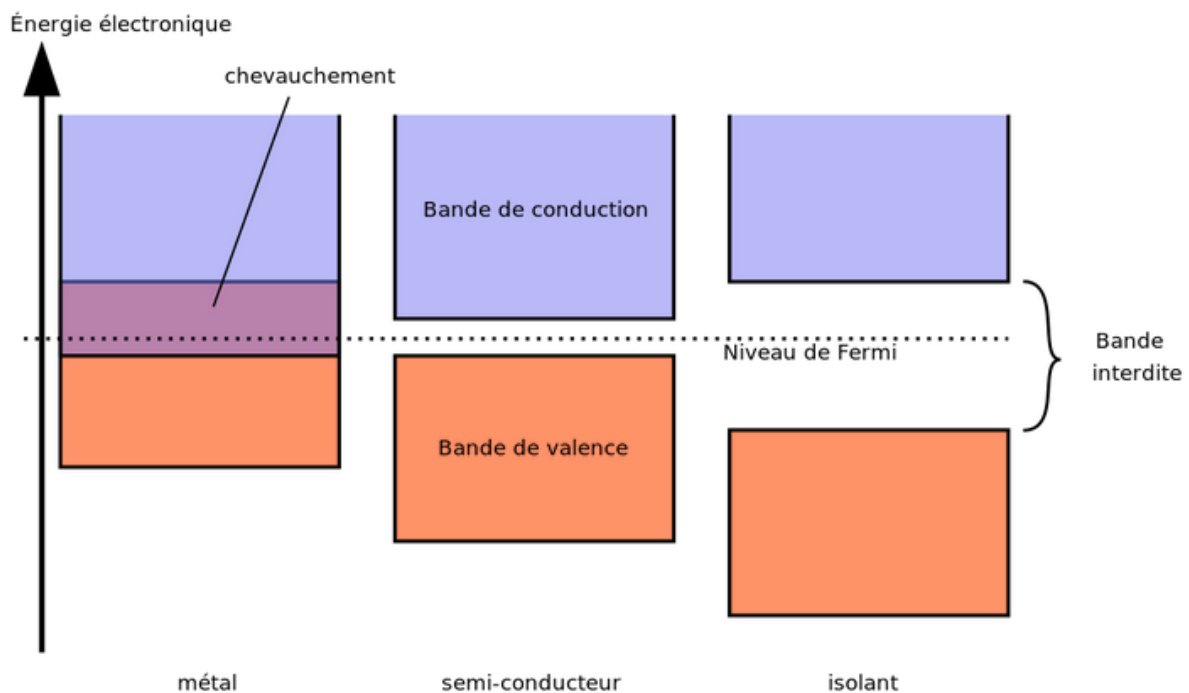 Énergie électronique
chevauchement
Bande de conduction
Niveau de Fermi
Bande
interdite
Bande de valence
métal
semi-conducteur
isolant